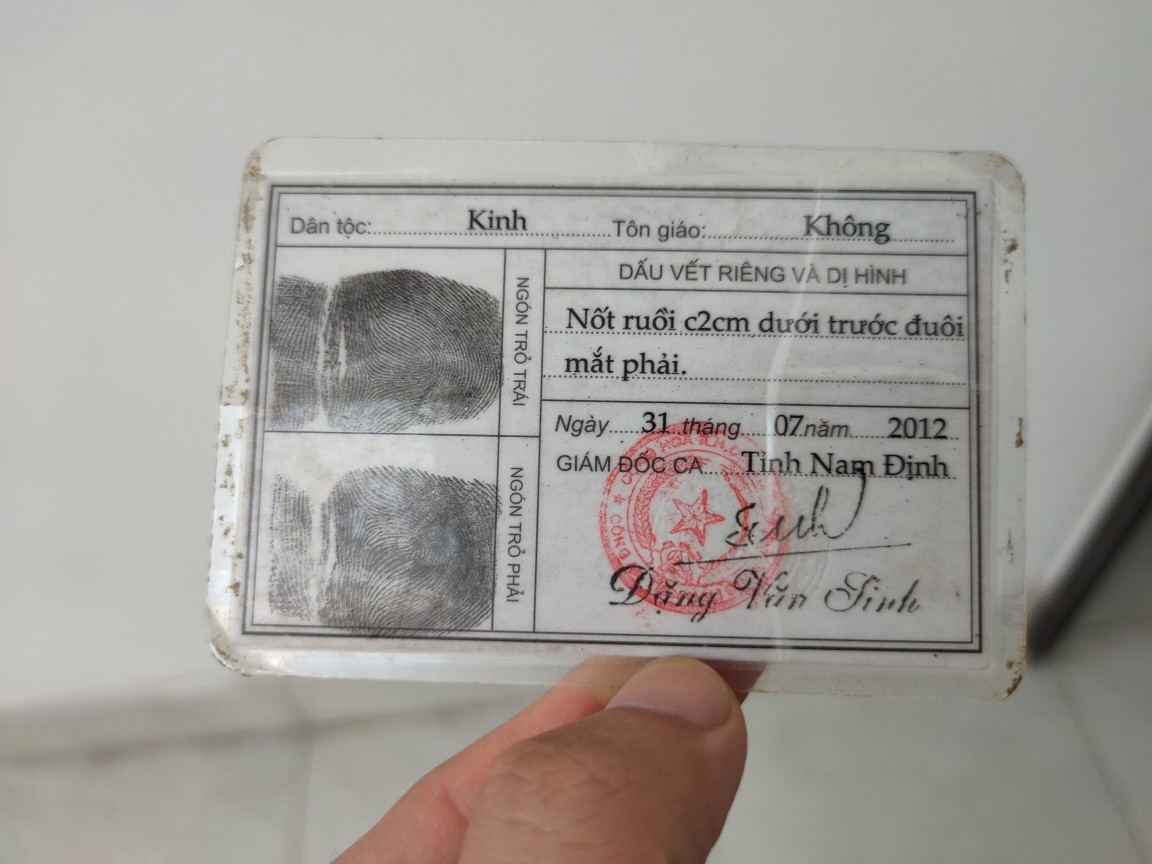 Dân tộc: Kinh Tôn giáo: Không
NGÓN TRỎ TRÁI
DẤU VẾT RIÊNG VÀ DỊ HÌNH
Nốt ruồi c2cm dưới trước đuôi
mắt phải.
NGÓN TRỎ PHẢI
Ngày 31 tháng 07 năm 2012
GIÁM ĐỐC CA Tỉnh Nam Định
Đặng Văn Sinh